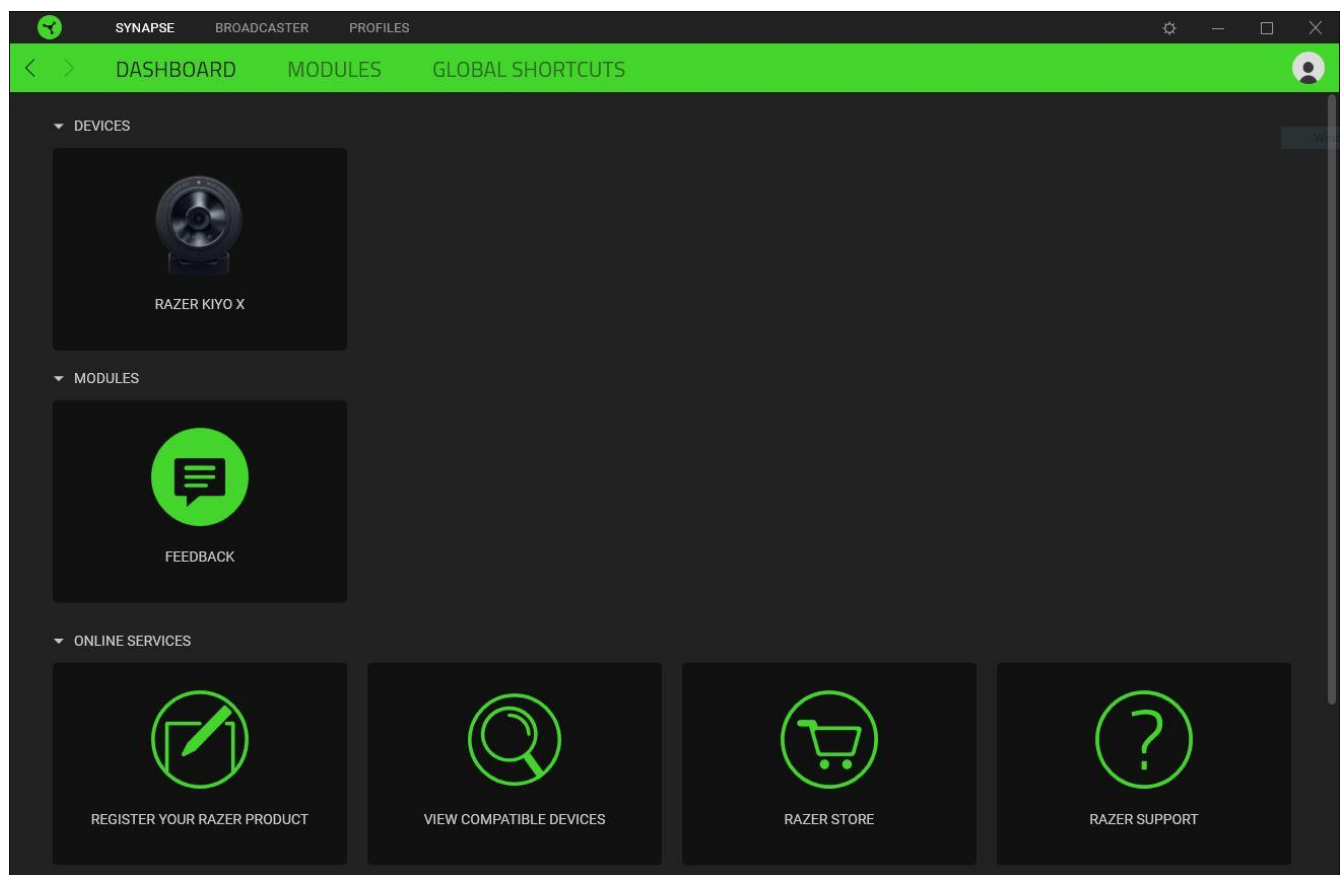 SYNAPSE BROADCASTER PROFILES
DASHBOARD MODULES GLOBAL SHORTCUTS
DEVICES
RAZER KIYO X
MODULES
FEEDBACK
ONLINE SERVICES
REGISTER YOUR RAZER PRODUCT VIEW COMPATIBLE DEVICES RAZER STORE RAZER SUPPORT